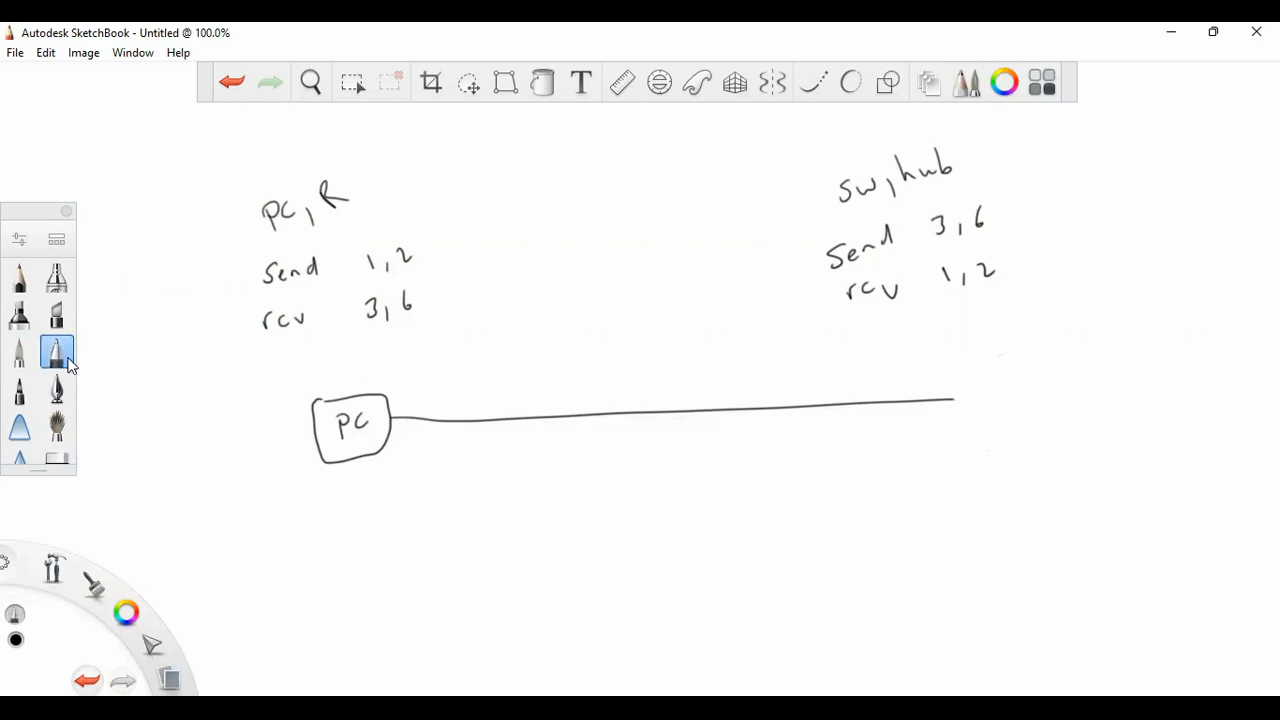 Autodesk SketchBook - Untitled @ 100.0%
File Edit Image Window Help
PC, R
Send 1, 2
rcv 3, 6
Sw, hub
Send 3, 6
rcv 1, 2
PC